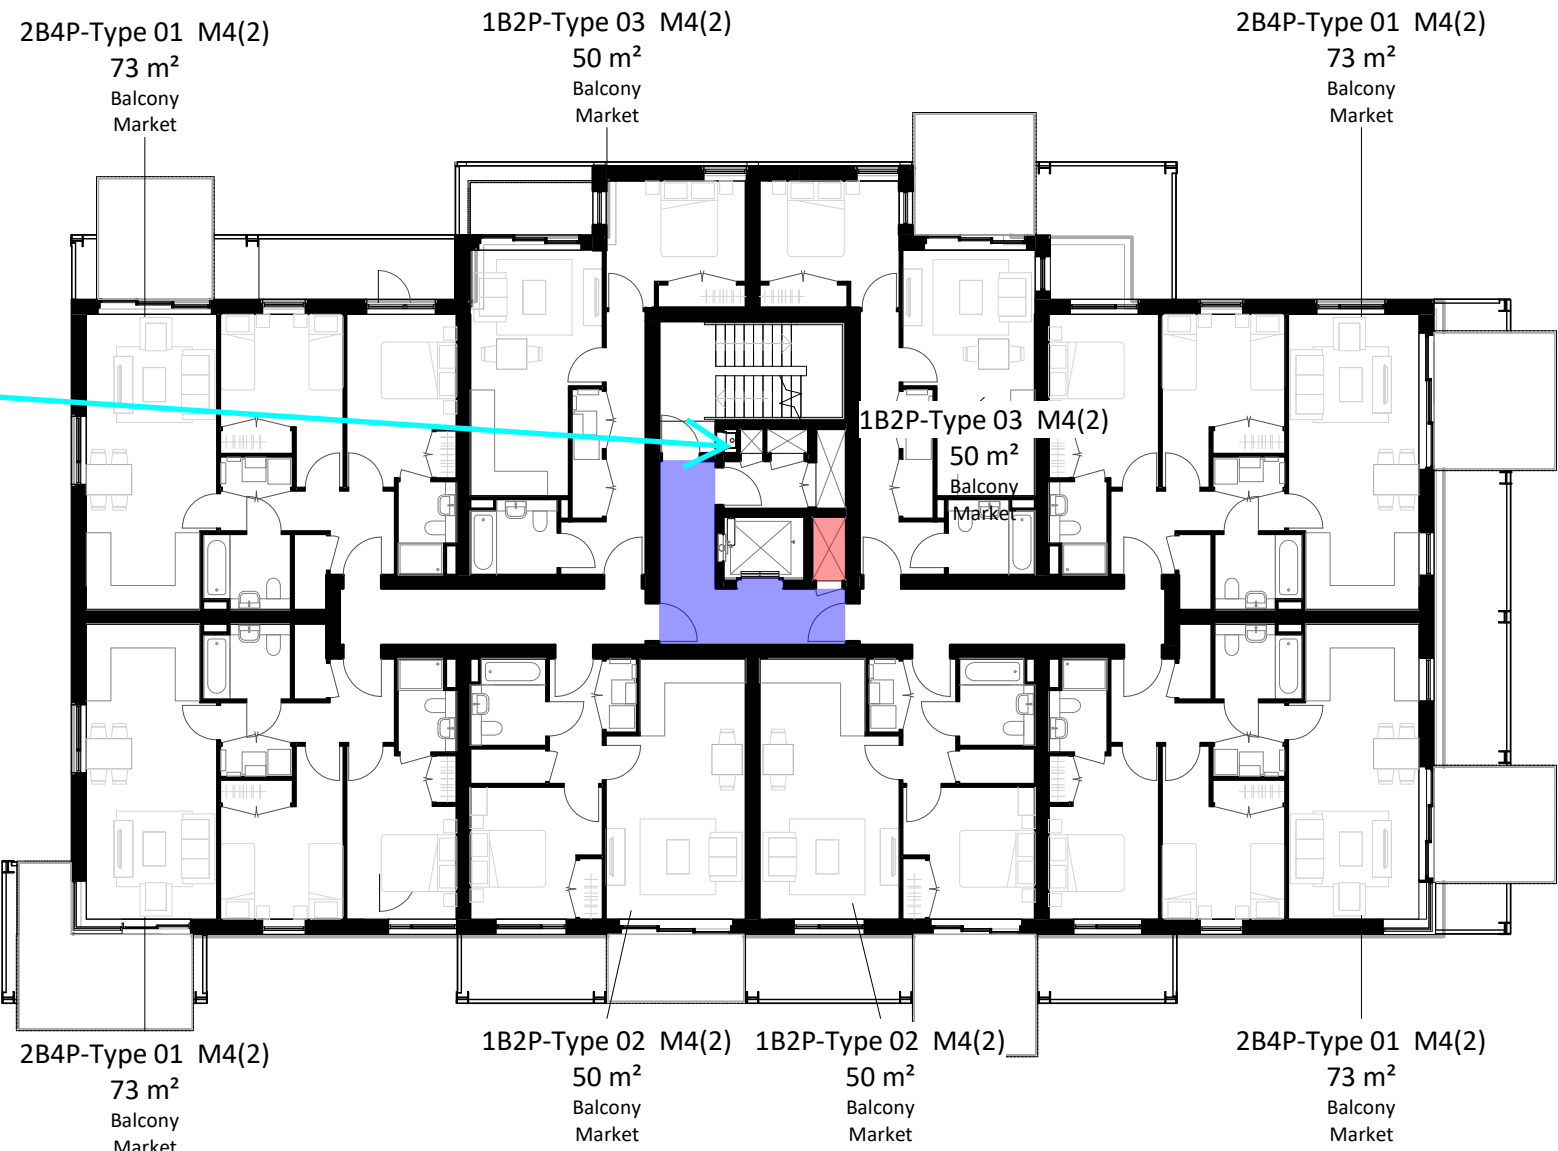 2B4P-Type 01 M4(2)
73 m²
Balcony
Market
1B2P-Type 03 M4(2)
50 m²
Balcony
Market
2B4P-Type 01 M4(2)
73 m²
Balcony
Market
1B2P-Type 03 M4(2)
50 m²
Balcony
Market
2B4P-Type 01 M4(2)
73 m²
Balcony
Market
1B2P-Type 02 M4(2)
50 m²
Balcony
Market
1B2P-Type 02 M4(2)
50 m²
Balcony
Market
2B4P-Type 01 M4(2)
73 m²
Balcony
Market